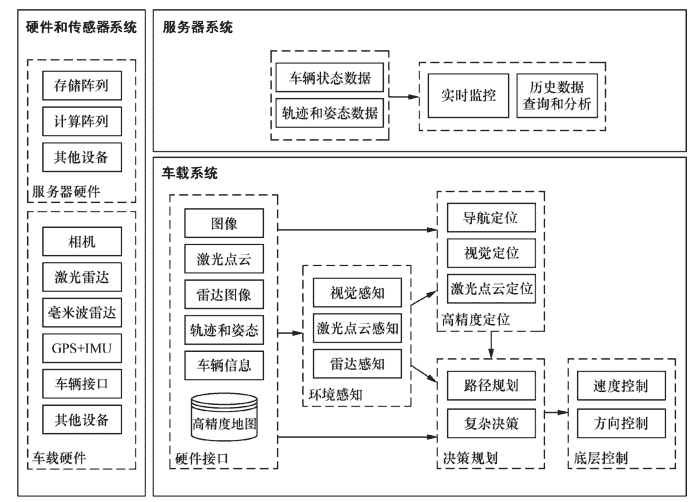 硬件和传感器系统
存储阵列
计算阵列
其他设备
服务器硬件
相机
激光雷达
毫米波雷达
GPS+IMU
车辆接口
其他设备
车载硬件
服务器系统
车辆状态数据
轨迹和姿态数据
实时监控
历史数据
查询和分析
车载系统
图像
激光点云
雷达图像
轨迹和姿态
车辆信息
高精度地图
硬件接口
视觉感知
激光点云感知
雷达感知
环境感知
导航定位
视觉定位
激光点云定位
高精度定位
路径规划
复杂决策
决策规划
速度控制
方向控制
底层控制